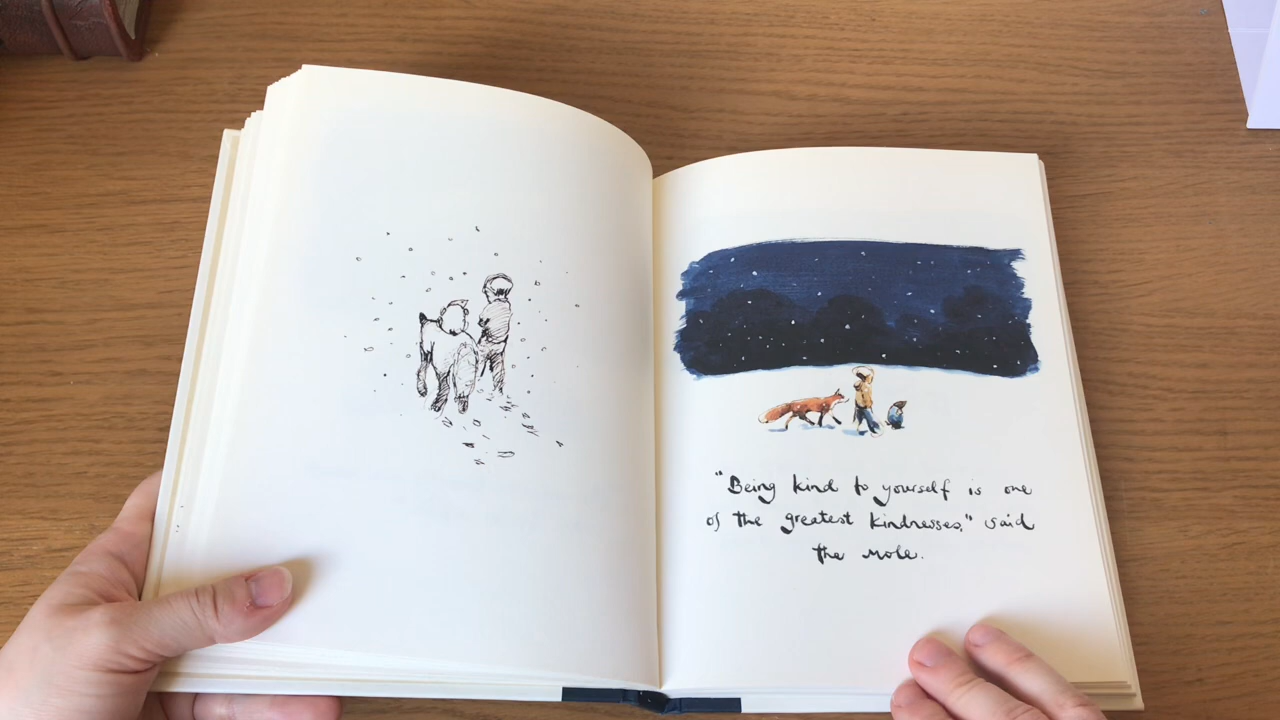 "Being kind to yourself is one
of the greatest kindnesses," said
the mole.